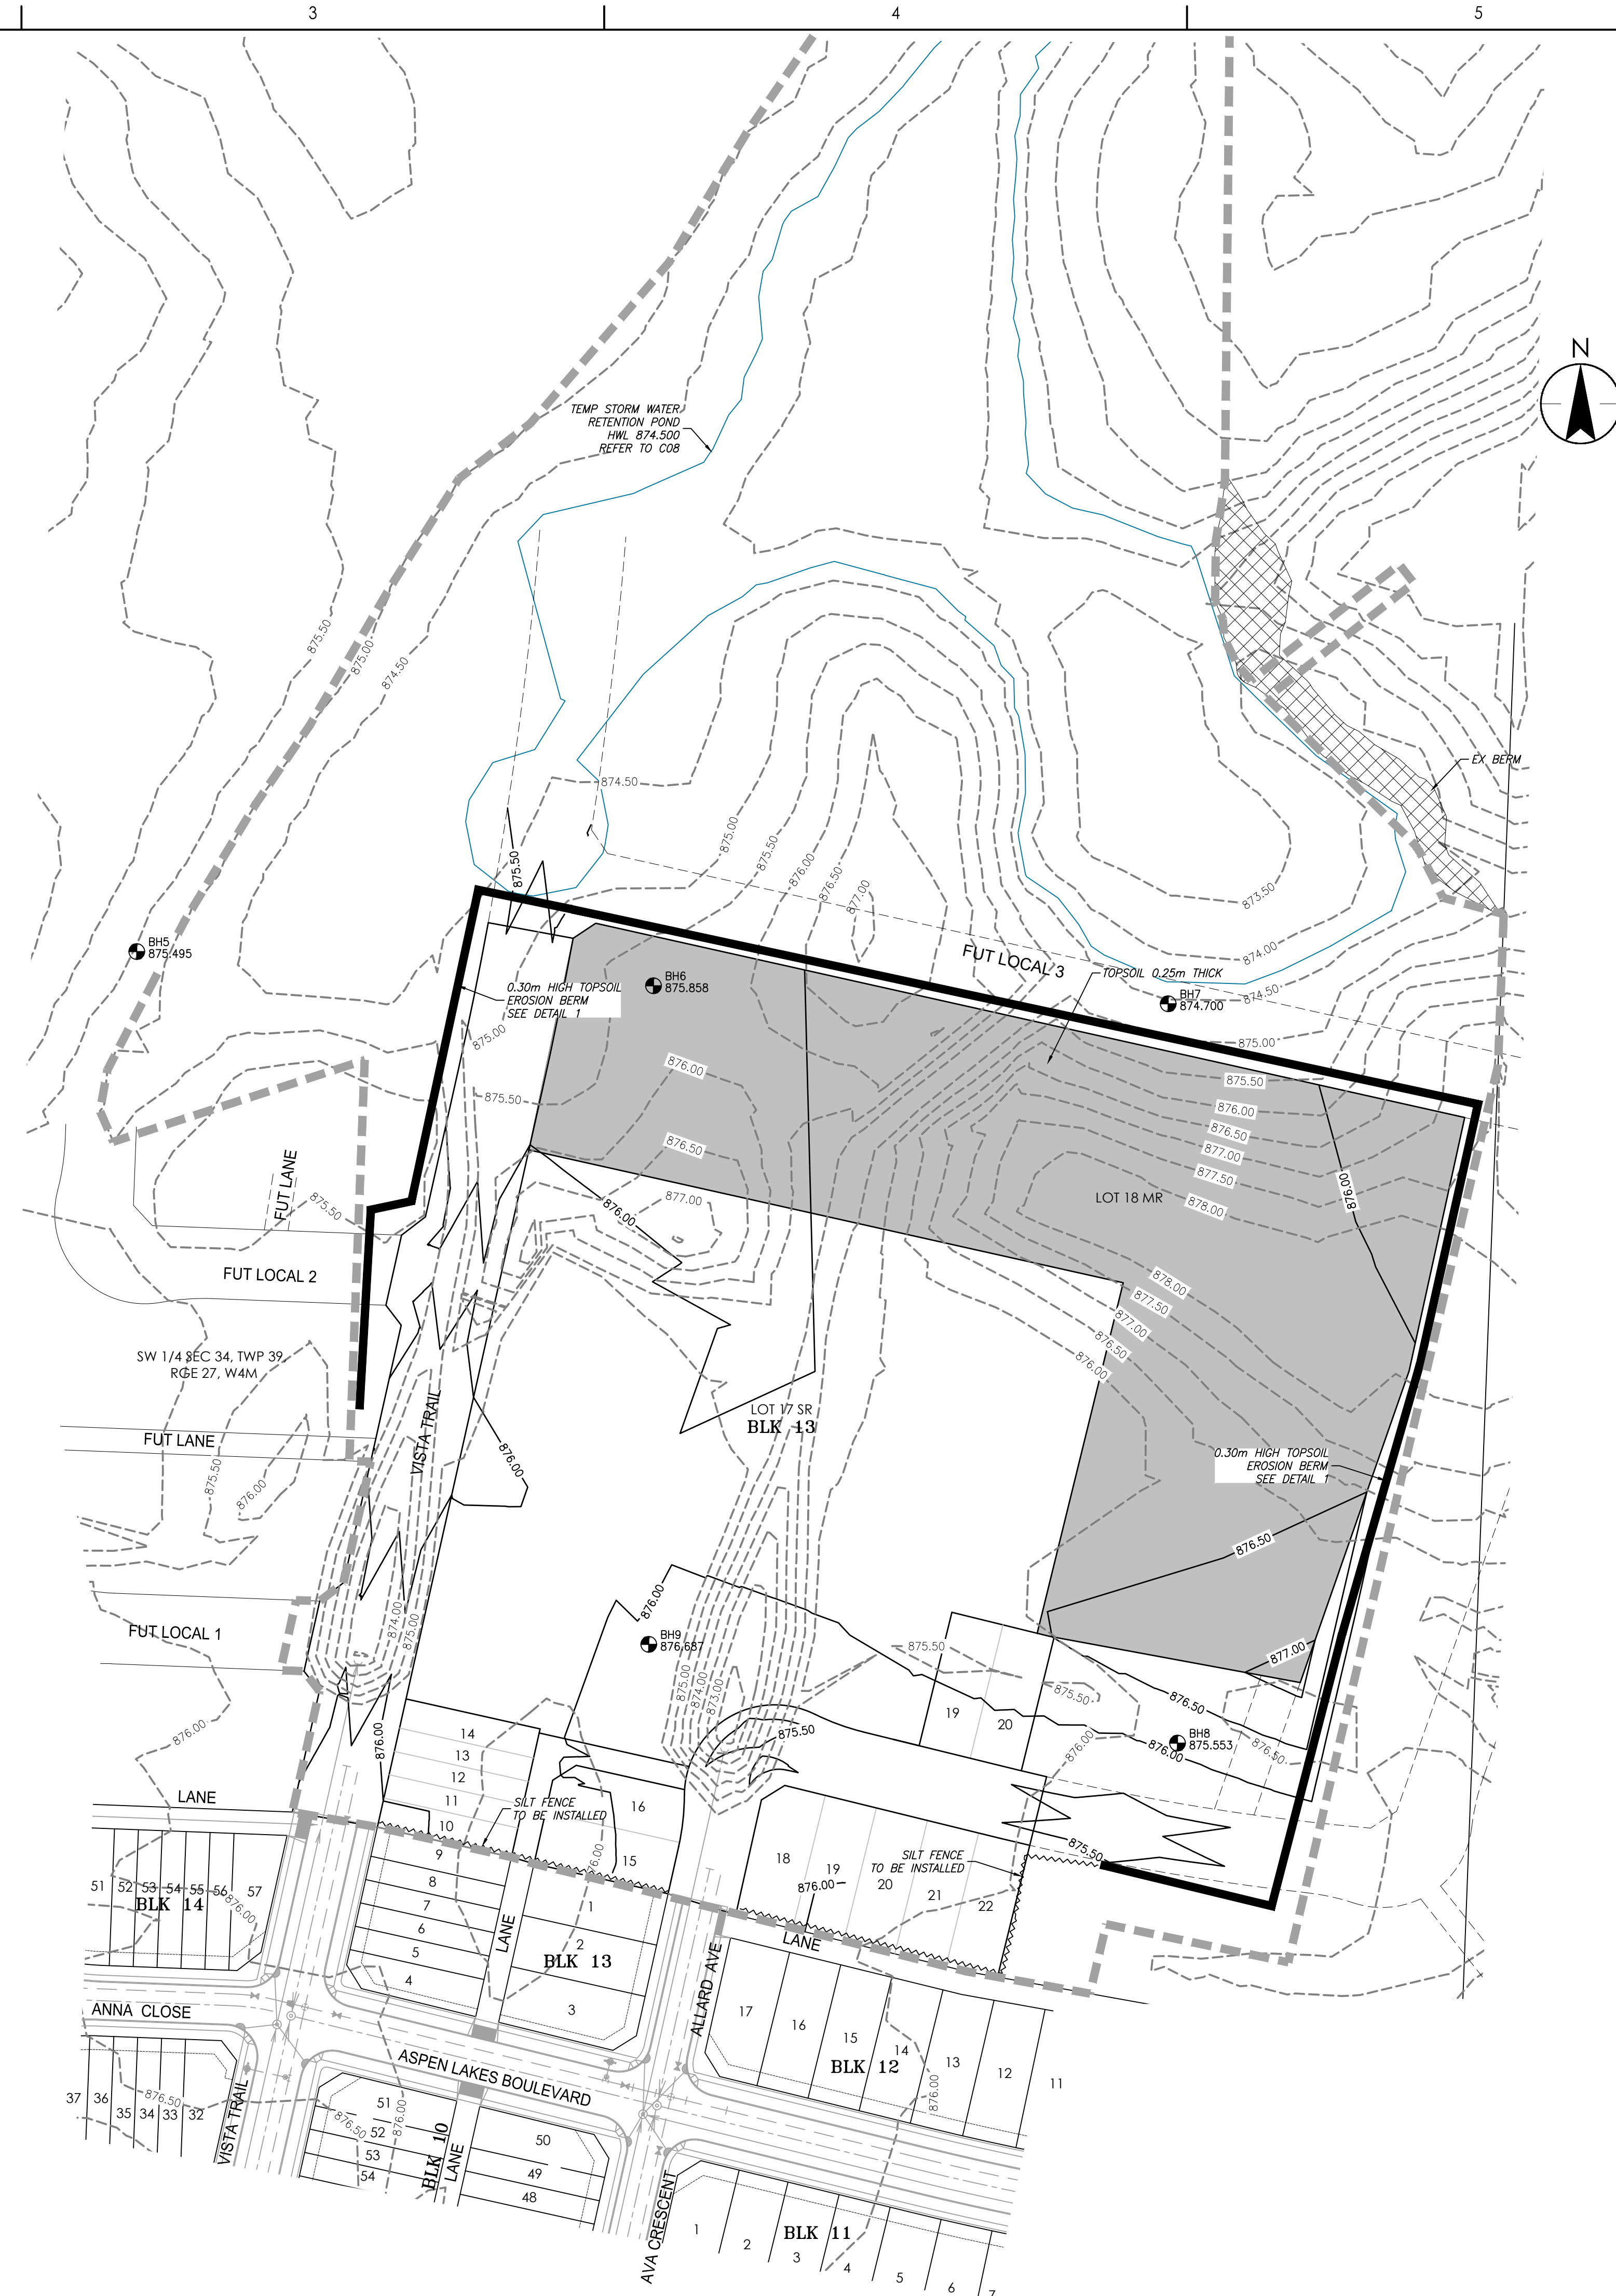 3
4
5
N
TEMP STORM WATER
RETENTION POND
HWL 874.500
REFER TO C08
875.50
875.00
874.50
EX BERM
874.50
875.50
875.00
875.50
876.00
876.50
877.00
873.50
874.00
874.50
FUT LOCAL 3
TOPSOIL 0.25m THICK
BH5
875.495
BH6
875.858
BH7
874.700
0.30m HIGH TOPSOIL
EROSION BERM
SEE DETAIL 1
875.00
875.00
875.50
876.00
875.50
876.00
876.50
876.50
877.00
877.50
878.00
LOT 18 MR
876.00
FUT LANE
875.50
877.00
876.00
FUT LOCAL 2
878.00
877.50
877.00
876.50
876.00
SW 1/4 SEC 34, TWP 39,
RGE 27, W4M
VISTA TRAIL
LOT 17 SR
BLK 13
FUT LANE
876.00
875.50
876.00
0.30m HIGH TOPSOIL
EROSION BERM
SEE DETAIL 1
876.50
874.00
875.00
876.00
FUT LOCAL 1
BH9
876.687
875.50
877.00
875.00
874.00
873.00
875.50
876.50
19
20
875.50
876.00
876.00
876.00
876.00
BH8
875.553
876.50
14
13
12
11
10
16
15
LANE
SILT FENCE
TO BE INSTALLED
876.00
18
19
20
21
22
876.00
SILT FENCE
TO BE INSTALLED
875.50
51
52
53
54
55
56
57
BLK 14
876.00
9
8
7
6
5
4
LANE
1
2
BLK 13
3
ALLARD AVE
LANE
17
16
15
14
13
12
11
BLK 12
876.00
ANNA CLOSE
ASPEN LAKES BOULEVARD
37
36
35
34
33
32
876.50
VISTA TRAIL
51
52
53
54
876.50
876.00
BLK 10
LANE
50
49
48
AVA CRESCENT
1
2
3
4
5
6
7
BLK 11